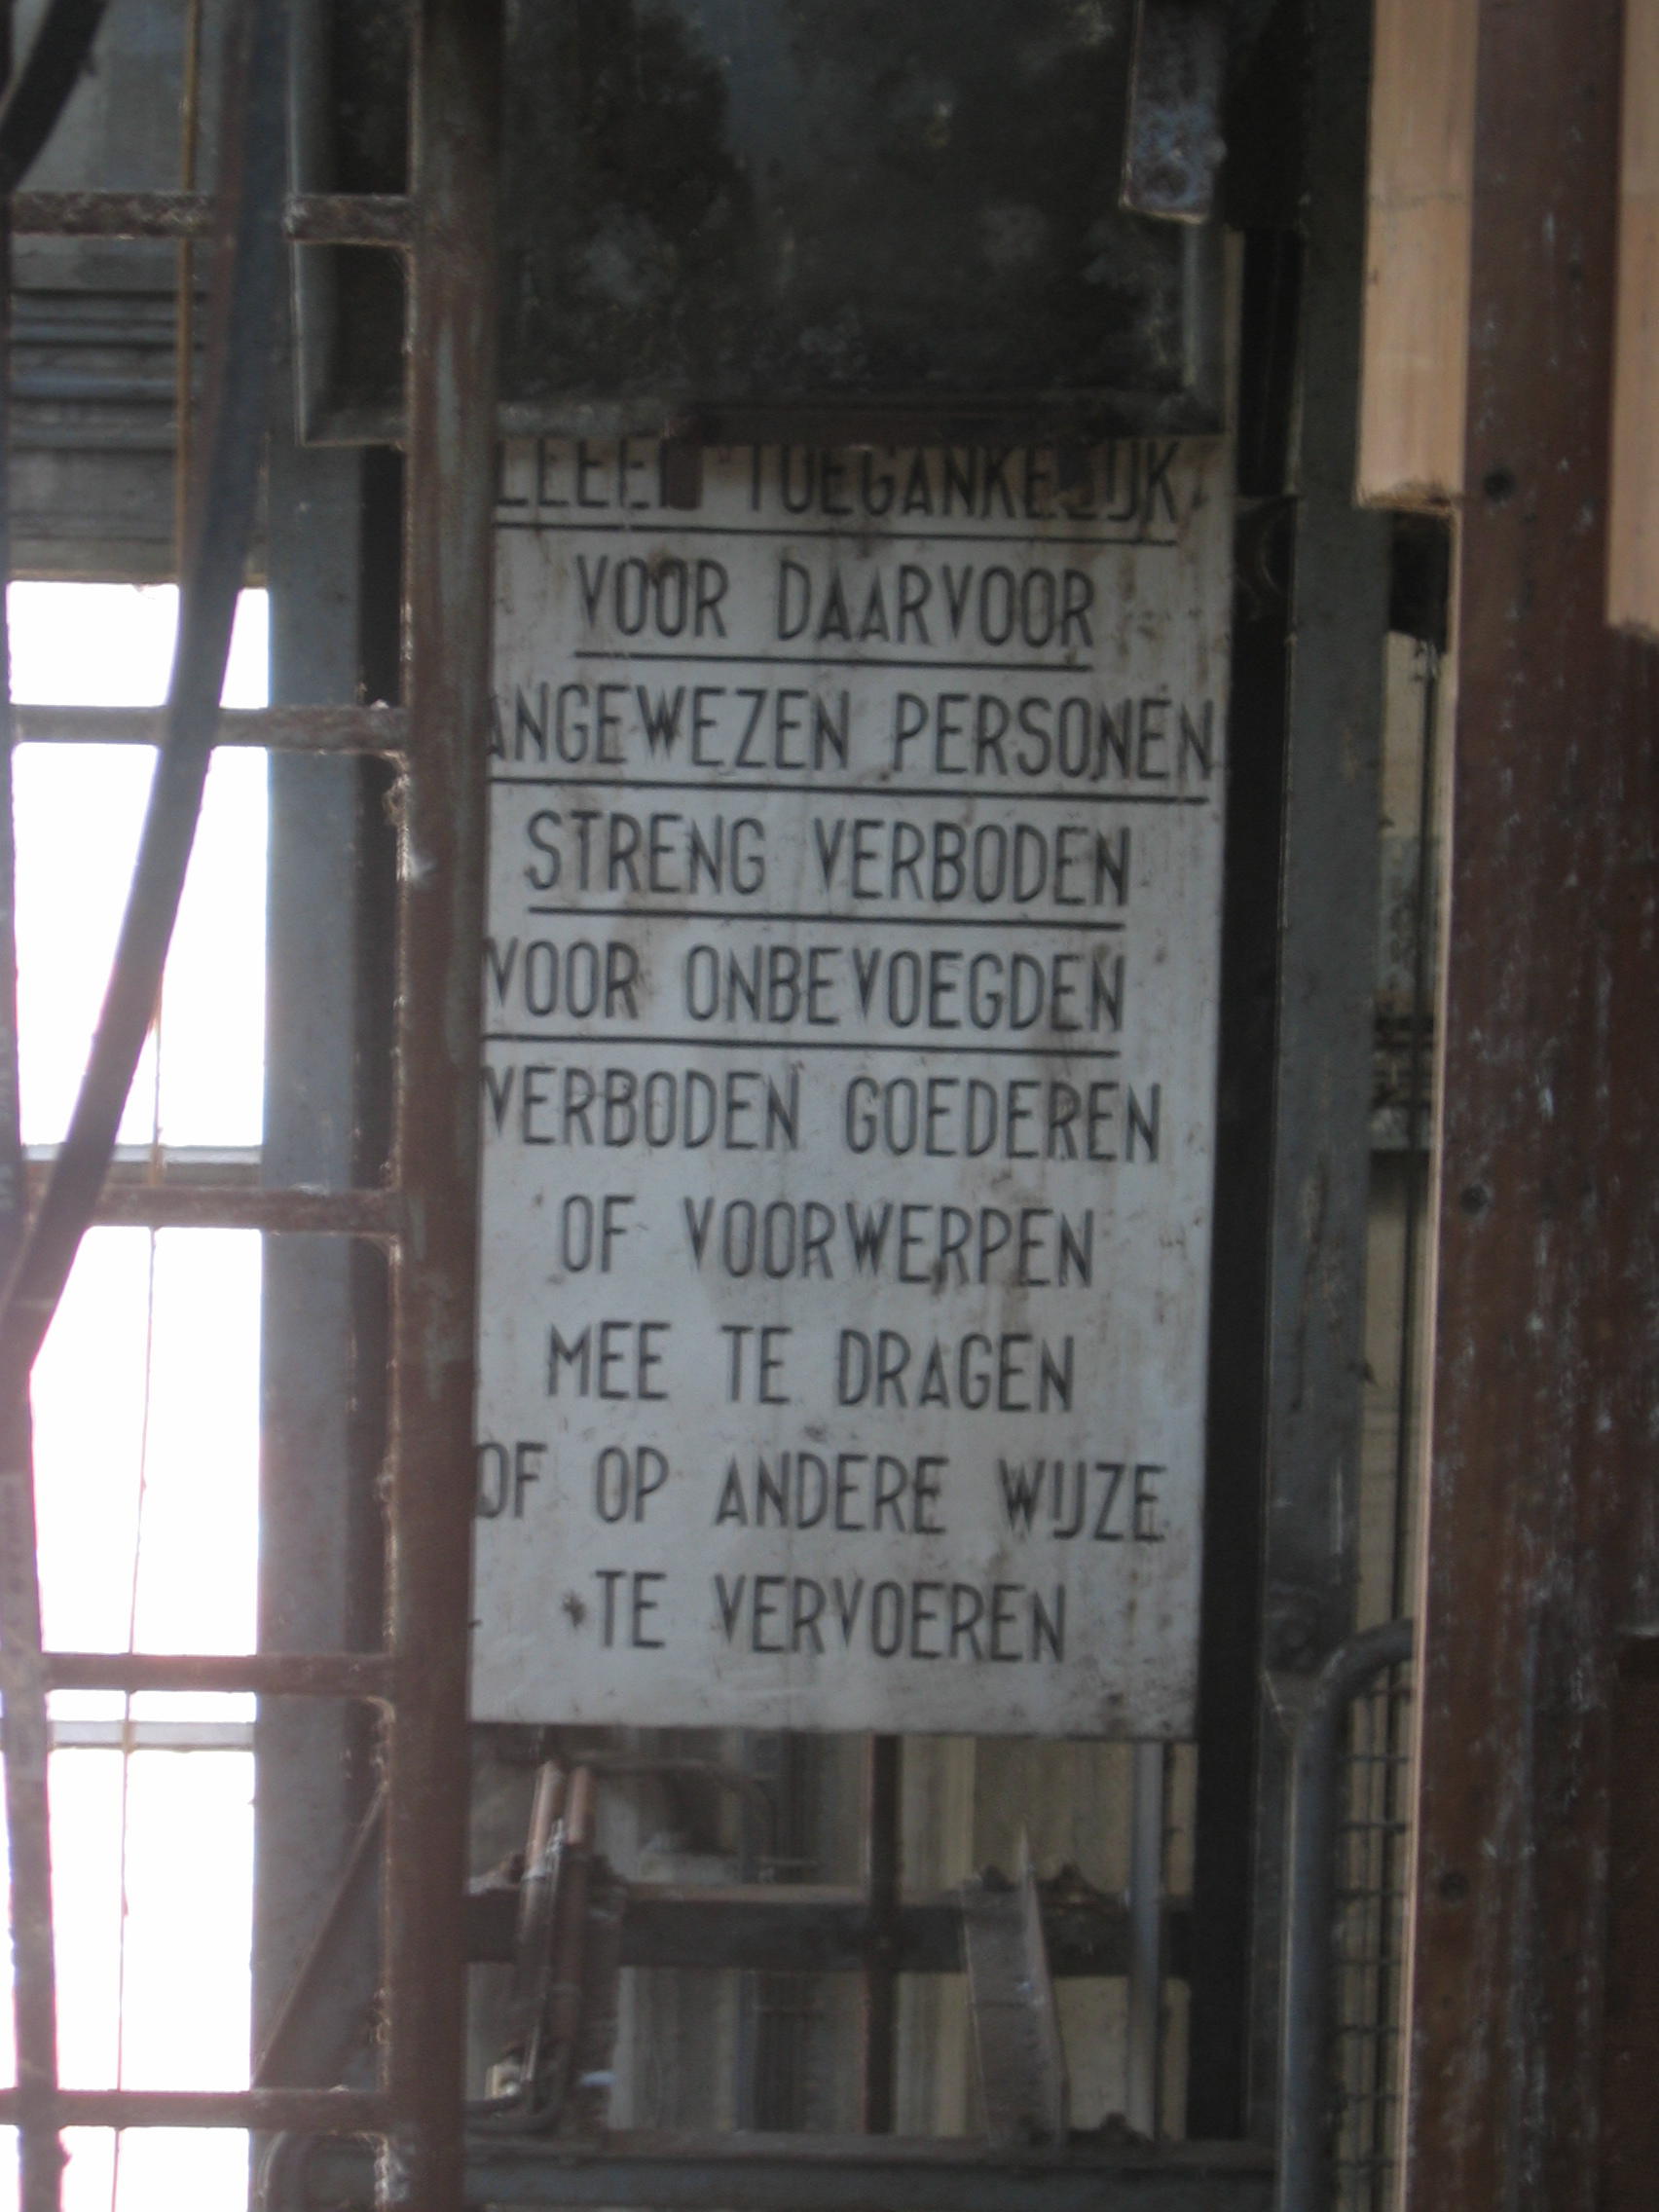 ALLEEN TOEGANKELIJK
VOOR DAARVOOR
AANGEWEZEN PERSONEN
STRENG VERBODEN
VOOR ONBEVOEGDEN
VERBODEN GOEDEREN
OF VOORWERPEN
MEE TE DRAGEN
OF OP ANDERE WIJZE
TE VERVOEREN